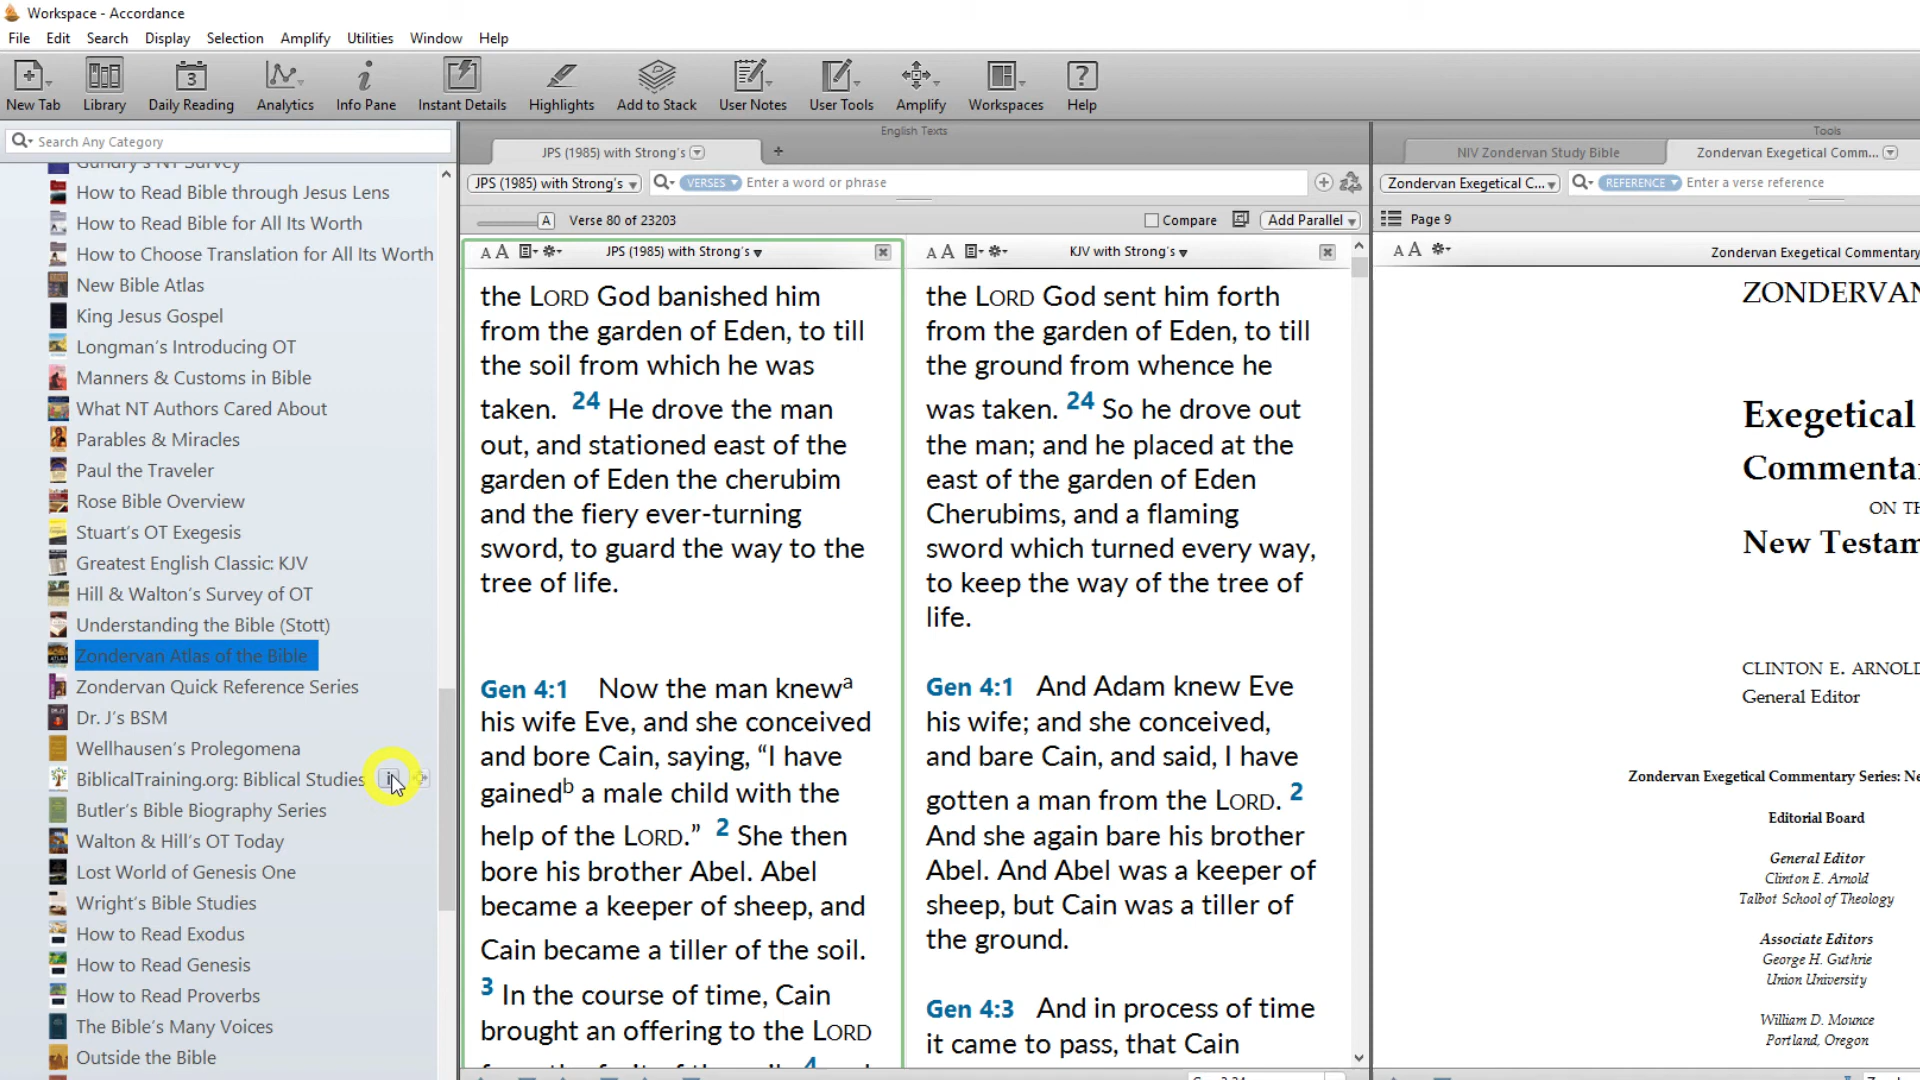 Workspace - Accordance
File Edit Search Display Selection Amplify Utilities Window Help
New Tab Library Daily Reading Analytics Info Pane Instant Details Highlights Add to Stack User Notes User Tools Amplify Workspaces Help
Search Any Category
Gundry's NT Survey
How to Read Bible through Jesus Lens
How to Read Bible for All Its Worth
How to Choose Translation for All Its Worth
New Bible Atlas
King Jesus Gospel
Longman's Introducing OT
Manners & Customs in Bible
What NT Authors Cared About
Parables & Miracles
Paul the Traveler
Rose Bible Overview
Stuart's OT Exegesis
Greatest English Classic: KJV
Hill & Walton's Survey of OT
Understanding the Bible (Stott)
Zondervan Atlas of the Bible
Zondervan Quick Reference Series
Dr. J's BSM
Wellhausen's Prolegomena
BiblicalTraining.org: Biblical Studies
Butler's Bible Biography Series
Walton & Hill's OT Today
Lost World of Genesis One
Wright's Bible Studies
How to Read Exodus
How to Read Genesis
How to Read Proverbs
The Bible's Many Voices
Outside the Bible
English Texts
JPS (1985) with Strong's
JPS (1985) with Strong's VERSES Enter a word or phrase
A Verse 80 of 23203 Compare Add Parallel
A A JPS (1985) with Strong's
the LORD God banished him
from the garden of Eden, to till
the soil from which he was
taken. 24 He drove the man
out, and stationed east of the
garden of Eden the cherubim
and the fiery ever-turning
sword, to guard the way to the
tree of life.
Gen 4:1 Now the man knewa
his wife Eve, and she conceived
and bore Cain, saying, “I have
gainedb a male child with the
help of the LORD.” 2 She then
bore his brother Abel. Abel
became a keeper of sheep, and
Cain became a tiller of the soil.
3 In the course of time, Cain
brought an offering to the LORD
A A KJV with Strong's
the LORD God sent him forth
from the garden of Eden, to till
the ground from whence he
was taken. 24 So he drove out
the man; and he placed at the
east of the garden of Eden
Cherubims, and a flaming
sword which turned every way,
to keep the way of the tree of
life.
Gen 4:1 And Adam knew Eve
his wife; and she conceived,
and bare Cain, and said, I have
gotten a man from the LORD. 2
And she again bare his brother
Abel. And Abel was a keeper of
sheep, but Cain was a tiller of
the ground.
Gen 4:3 And in process of time
it came to pass, that Cain
Tools
NIV Zondervan Study Bible Zondervan Exegetical Comm...
Zondervan Exegetical C... REFERENCE Enter a verse reference
Page 9
A A Zondervan Exegetical Commentary
ZONDERVAN
Exegetical
Commenta
ON TH
New Testam
CLINTON E. ARNOLD
General Editor
Zondervan Exegetical Commentary Series: Ne
Editorial Board
General Editor
Clinton E. Arnold
Talbot School of Theology
Associate Editors
George H. Guthrie
Union University
William D. Mounce
Portland, Oregon